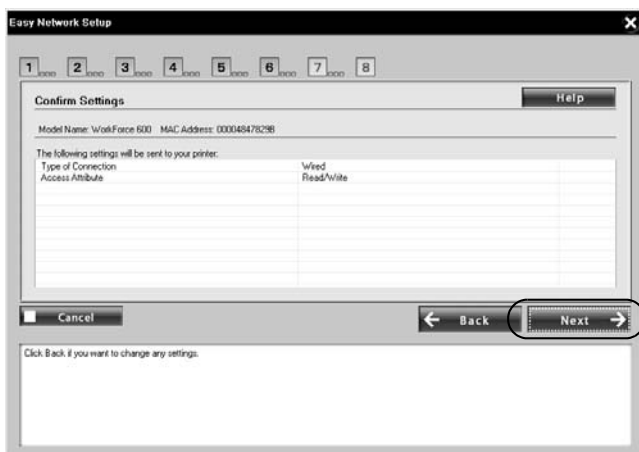 Easy Network Setup
1 2 3 4 5 6 7 8
Confirm Settings
Help
Model Name: WorkForce 600 MAC Address: 00004847829B
The following settings will be sent to your printer:
Type of Connection Wired
Access Attribute Read/Write
Cancel
Back
Next
Click Back if you want to change any settings.